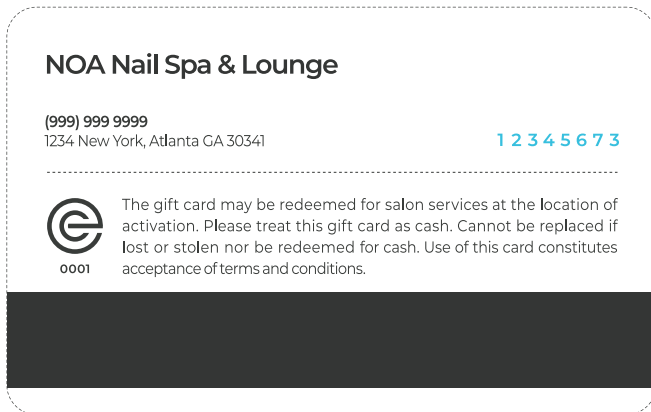 NOA Nail Spa & Lounge
(999) 999 9999
1234 New York, Atlanta GA 30341
1 2 3 4 5 6 7 3
The gift card may be redeemed for salon services at the location of
activation. Please treat this gift card as cash. Cannot be replaced if
lost or stolen nor be redeemed for cash. Use of this card constitutes
acceptance of terms and conditions.
0001